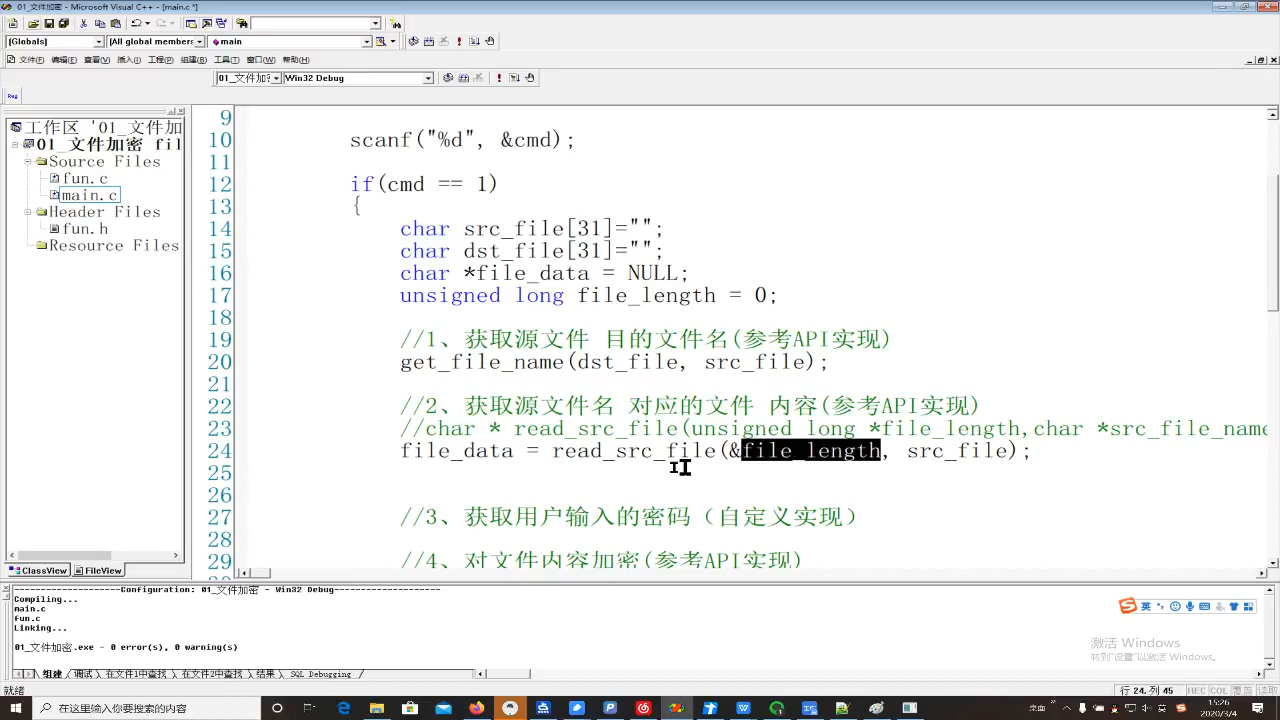 01_文件加密 - Microsoft Visual C++ - [main.c *]
(Globals)
(All global members
main
文件(F) 编辑(E) 查看(V) 插入(I) 工程(P) 组建(B) 工具(T) 窗口(W) 帮助(H)
Win32 Debug
工作区 '01_文件加
01_文件加密 fil
Source Files
fun.c
main.c
Header Files
fun.h
Resource Files
ClassView
FileView
9
10 scanf("%d", &cmd);
11
12 if(cmd == 1)
13 {
14 char src_file[31]="";
15 char dst_file[31]="";
16 char *file_data = NULL;
17 unsigned long file_length = 0;
18
19 //1、获取源文件 目的文件名(参考API实现)
20 get_file_name(dst_file, src_file);
21
22 //2、获取源文件名 对应的文件 内容(参考API实现)
23 //char * read_src_file(unsigned long *file_length,char *src_file_name
24 file_data = read_src_file(&file_length, src_file);
25
26
27 //3、获取用户输入的密码（自定义实现）
28
29 //4、对文件内容加密(参考API实现)
--------------------Configuration: 01_文件加密 - Win32 Debug--------------------
Compiling...
main.c
fun.c
Linking...
01_文件加密.exe - 0 error(s), 0 warning(s)
组建 调试 在文件1中查找 在文件2中查找 结果 SQL Debugging
英
激活 Windows
转到"设置"以激活 Windows。
就绪
行 24, 列 45
REC COL 覆盖 读取
在这里输入你要搜索的内容
桌面
英
15:26
2020/3/4